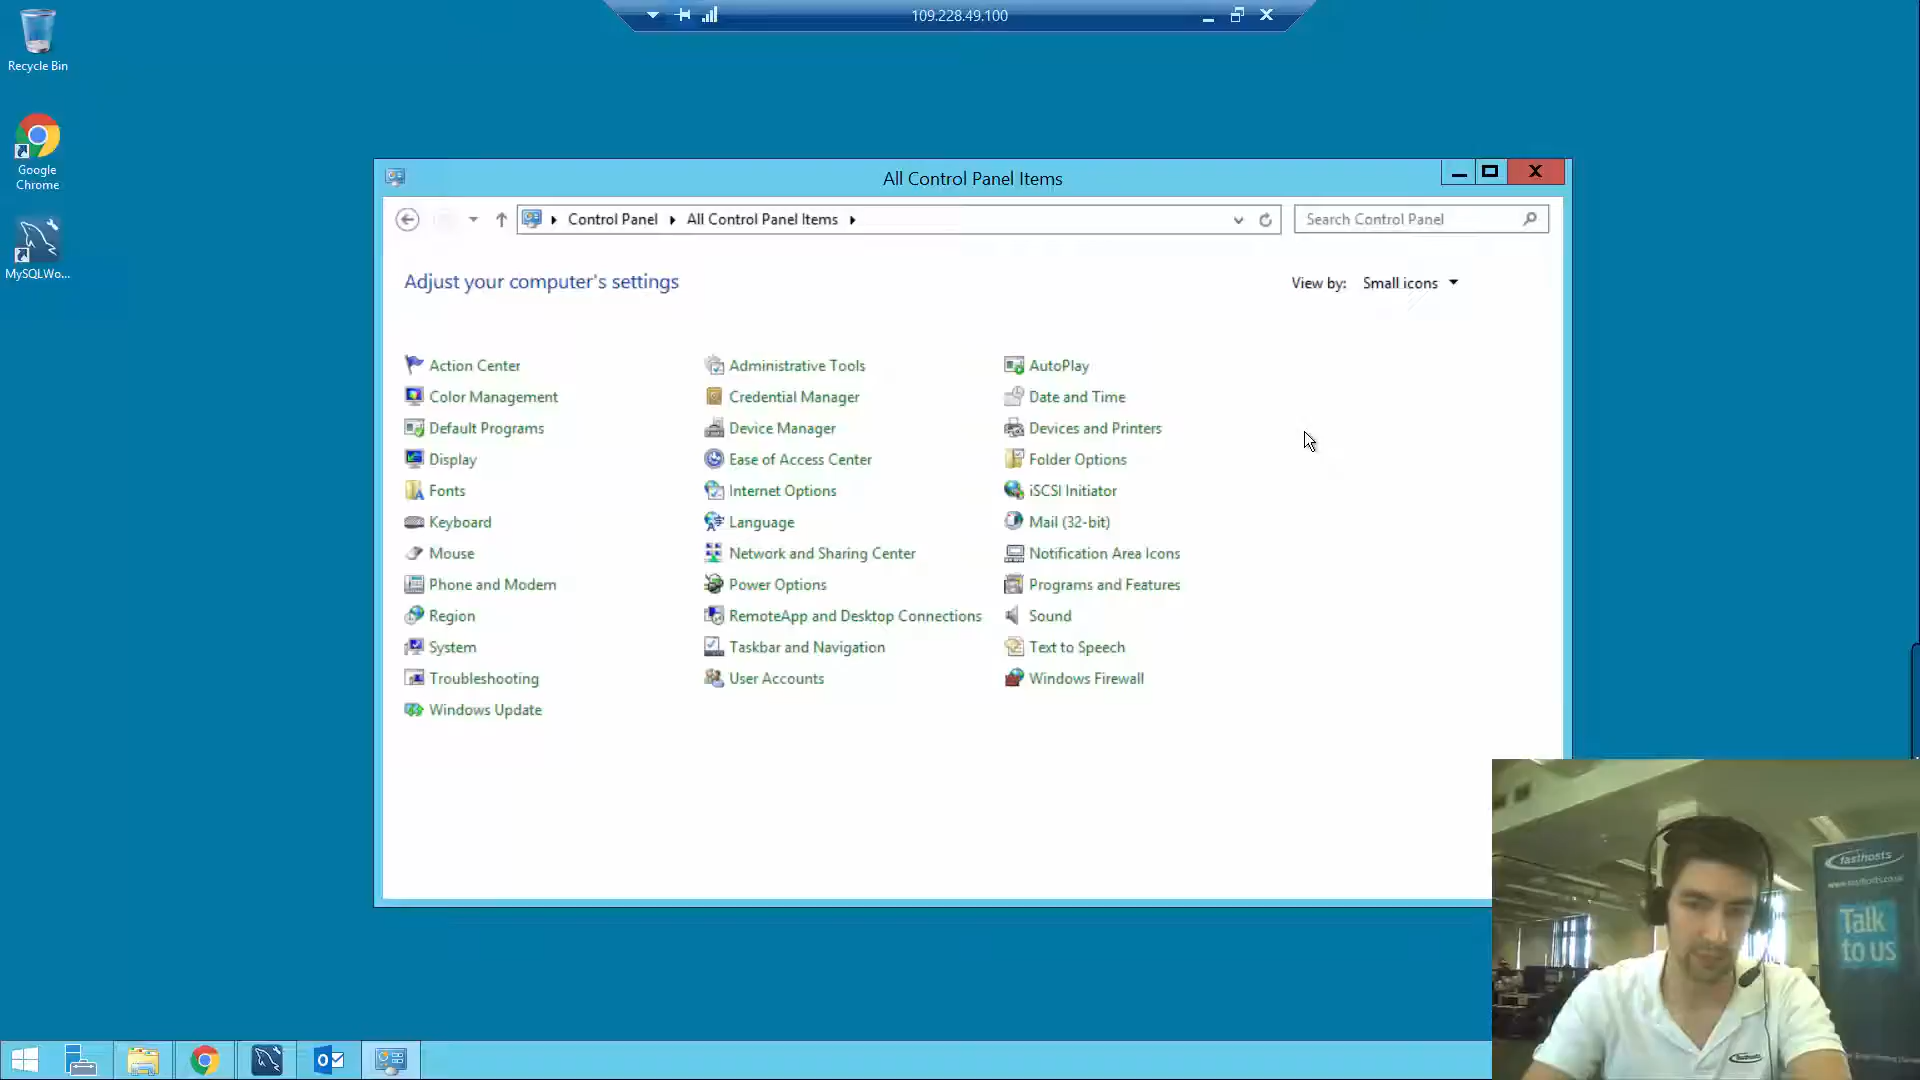 109.228.49.100
Recycle Bin
Google
Chrome
MySQLWo...
All Control Panel Items
Control Panel
All Control Panel Items
Search Control Panel
Adjust your computer's settings
View by:
Small icons
Action Center
Administrative Tools
AutoPlay
Color Management
Credential Manager
Date and Time
Default Programs
Device Manager
Devices and Printers
Display
Ease of Access Center
Folder Options
Fonts
Internet Options
iSCSI Initiator
Keyboard
Language
Mail (32-bit)
Mouse
Network and Sharing Center
Notification Area Icons
Phone and Modem
Power Options
Programs and Features
Region
RemoteApp and Desktop Connections
Sound
System
Taskbar and Navigation
Text to Speech
Troubleshooting
User Accounts
Windows Firewall
Windows Update
fasthosts
Talk
to us
fasthosts